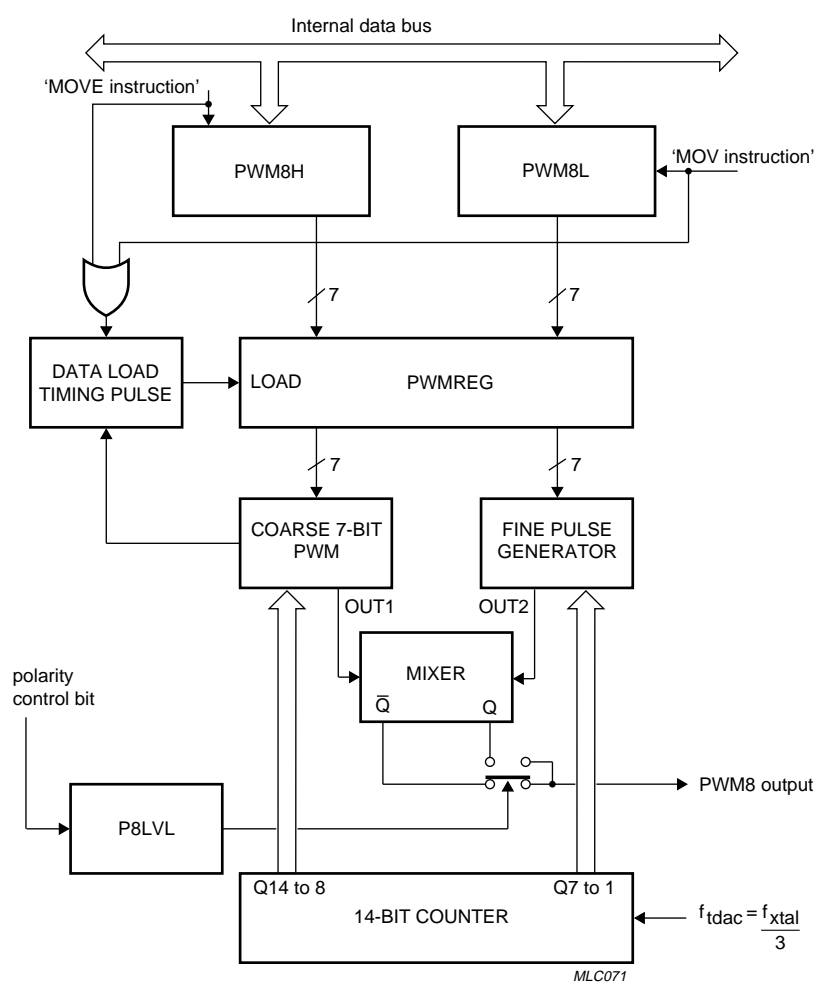 Internal data bus
‘MOVE instruction’
PWM8H
PWM8L
‘MOV instruction’
7
7
DATA LOAD
TIMING PULSE
LOAD
PWMREG
7
7
COARSE 7-BIT
PWM
FINE PULSE
GENERATOR
OUT1
OUT2
MIXER
Q̅
Q
polarity
control bit
PWM8 output
P8LVL
Q14 to 8
Q7 to 1
14-BIT COUNTER
f tdac = f xtal
3
MLC071